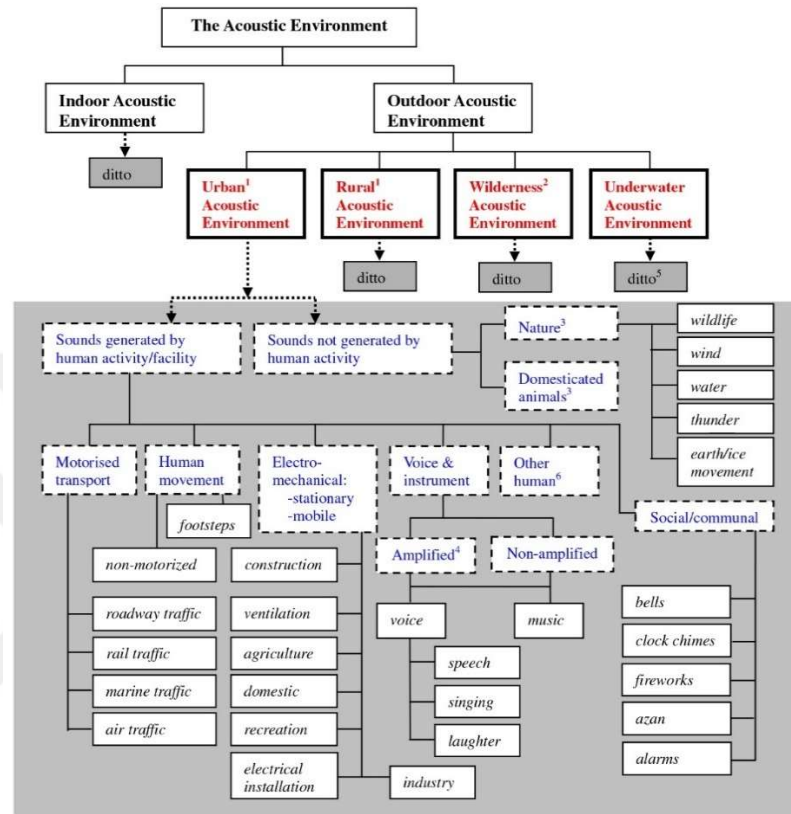 The Acoustic Environment
Indoor Acoustic
Environment
Outdoor Acoustic
Environment
ditto
Urban¹
Acoustic
Environment
Rural¹
Acoustic
Environment
Wilderness²
Acoustic
Environment
Underwater
Acoustic
Environment
ditto
ditto
ditto⁵
Sounds generated by
human activity/facility
Sounds not generated by
human activity
Nature³
Domesticated
animals³
wildlife
wind
water
thunder
earth/ice
movement
Motorised
transport
Human
movement
Electro-
mechanical:
-stationary
-mobile
Voice &
instrument
Other
human⁶
Social/communal
footsteps
non-motorized
roadway traffic
rail traffic
marine traffic
air traffic
construction
ventilation
agriculture
domestic
recreation
electrical
installation
industry
Amplified⁴
Non-amplified
voice
music
speech
singing
laughter
bells
clock chimes
fireworks
azan
alarms